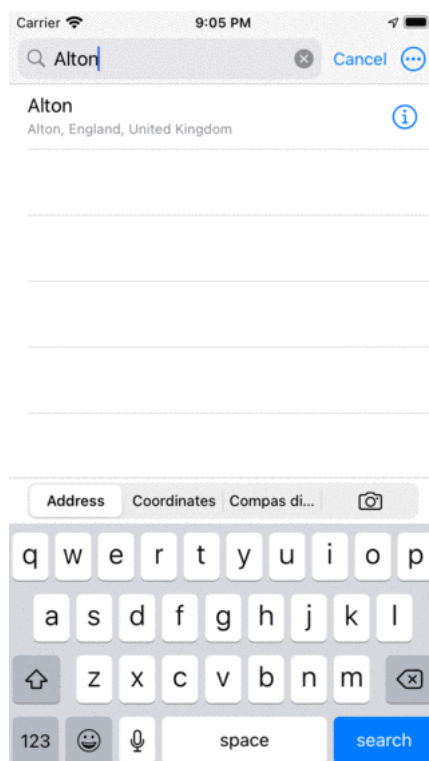 Carrier 9:05 PM
Alton Cancel
Alton
Alton, England, United Kingdom
Address Coordinates Compas di...
q w e r t y u i o p
a s d f g h j k l
z x c v b n m
123 space search